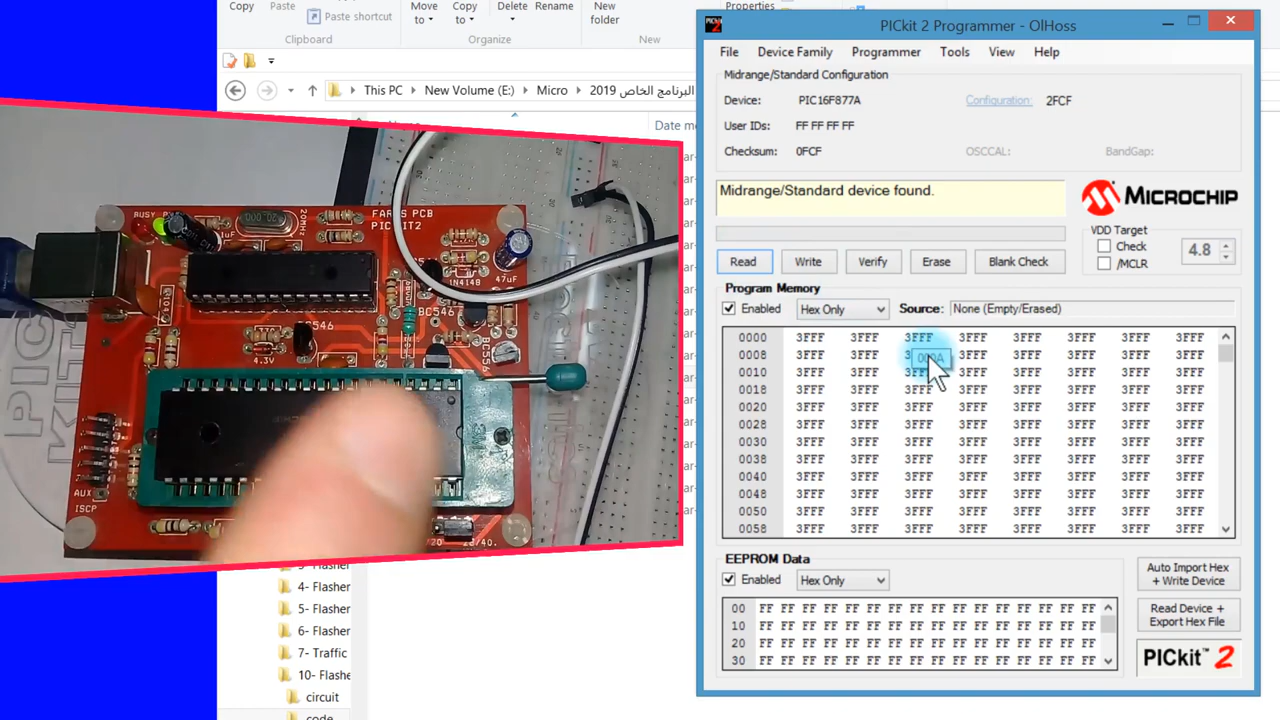 Copy
Paste
Paste shortcut
Move to
Copy to
Delete
Rename
New folder
Properties
Clipboard
Organize
New
This PC
New Volume (E:)
Micro
البرنامج الخاص 2019
Date mo
4- Flasher
5- Flasher
6- Flasher
7- Traffic
10- Flasher
circuit
code
BUSY
20.000
20MHz
FARES PCB
PICKIT2
1N4148
47uF
BC546
4.3V
BC556
AUX
ISCP
PICkit 2 Programmer - OlHoss
File Device Family Programmer Tools View Help
Midrange/Standard Configuration
Device: PIC16F877A Configuration: 2FCF
User IDs: FF FF FF FF
Checksum: 0FCF OSCCAL: BandGap:
Midrange/Standard device found.
MICROCHIP
VDD Target
Check
/MCLR
4.8
Read Write Verify Erase Blank Check
Program Memory
Enabled Hex Only Source: None (Empty/Erased)
0000 3FFF 3FFF 3FFF 3FFF 3FFF 3FFF 3FFF 3FFF
0008 3FFF 3FFF 3FFF 3FFF 3FFF 3FFF 3FFF
000A
0010 3FFF 3FFF 3FFF 3FFF 3FFF 3FFF 3FFF 3FFF
0018 3FFF 3FFF 3FFF 3FFF 3FFF 3FFF 3FFF 3FFF
0020 3FFF 3FFF 3FFF 3FFF 3FFF 3FFF 3FFF 3FFF
0028 3FFF 3FFF 3FFF 3FFF 3FFF 3FFF 3FFF 3FFF
0030 3FFF 3FFF 3FFF 3FFF 3FFF 3FFF 3FFF 3FFF
0038 3FFF 3FFF 3FFF 3FFF 3FFF 3FFF 3FFF 3FFF
0040 3FFF 3FFF 3FFF 3FFF 3FFF 3FFF 3FFF 3FFF
0048 3FFF 3FFF 3FFF 3FFF 3FFF 3FFF 3FFF 3FFF
0050 3FFF 3FFF 3FFF 3FFF 3FFF 3FFF 3FFF 3FFF
0058 3FFF 3FFF 3FFF 3FFF 3FFF 3FFF 3FFF 3FFF
EEPROM Data
Enabled Hex Only
00 FF FF FF FF FF FF FF FF FF FF FF FF FF FF FF FF
10 FF FF FF FF FF FF FF FF FF FF FF FF FF FF FF FF
20 FF FF FF FF FF FF FF FF FF FF FF FF FF FF FF FF
30 FF FF FF FF FF FF FF FF FF FF FF FF FF FF FF FF
Auto Import Hex
+ Write Device
Read Device +
Export Hex File
PICkit™ 2